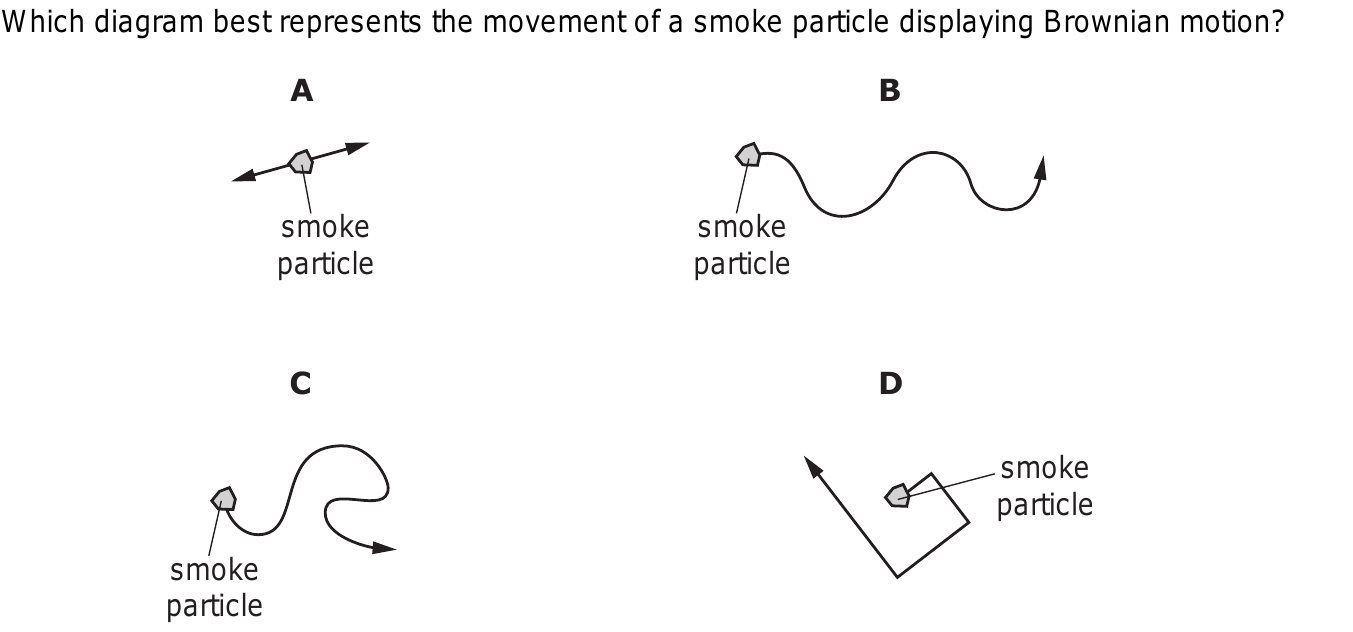 Which diagram best represents the movement of a smoke particle displaying Brownian motion?
A
B
smoke
particle
smoke
particle
C
D
smoke
particle
smoke
particle